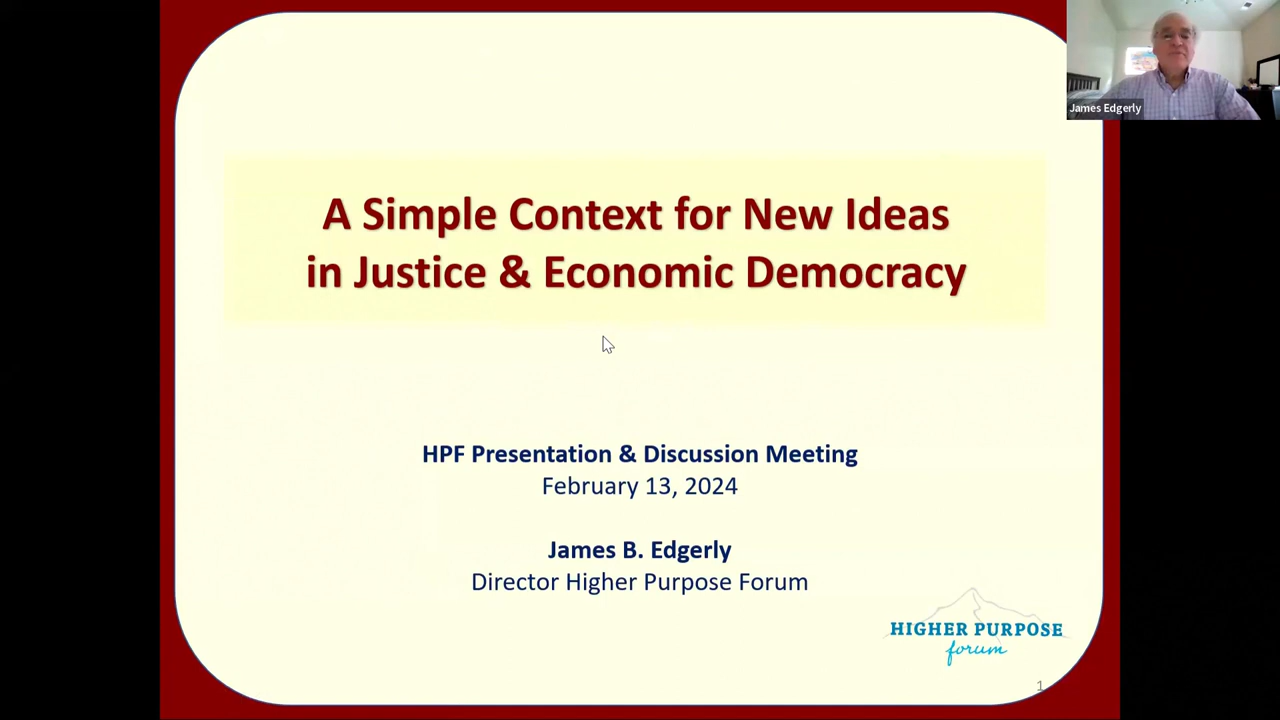 James Edgerly
A Simple Context for New Ideas
in Justice & Economic Democracy
HPF Presentation & Discussion Meeting
February 13, 2024
James B. Edgerly
Director Higher Purpose Forum
HIGHER PURPOSE
forum
1